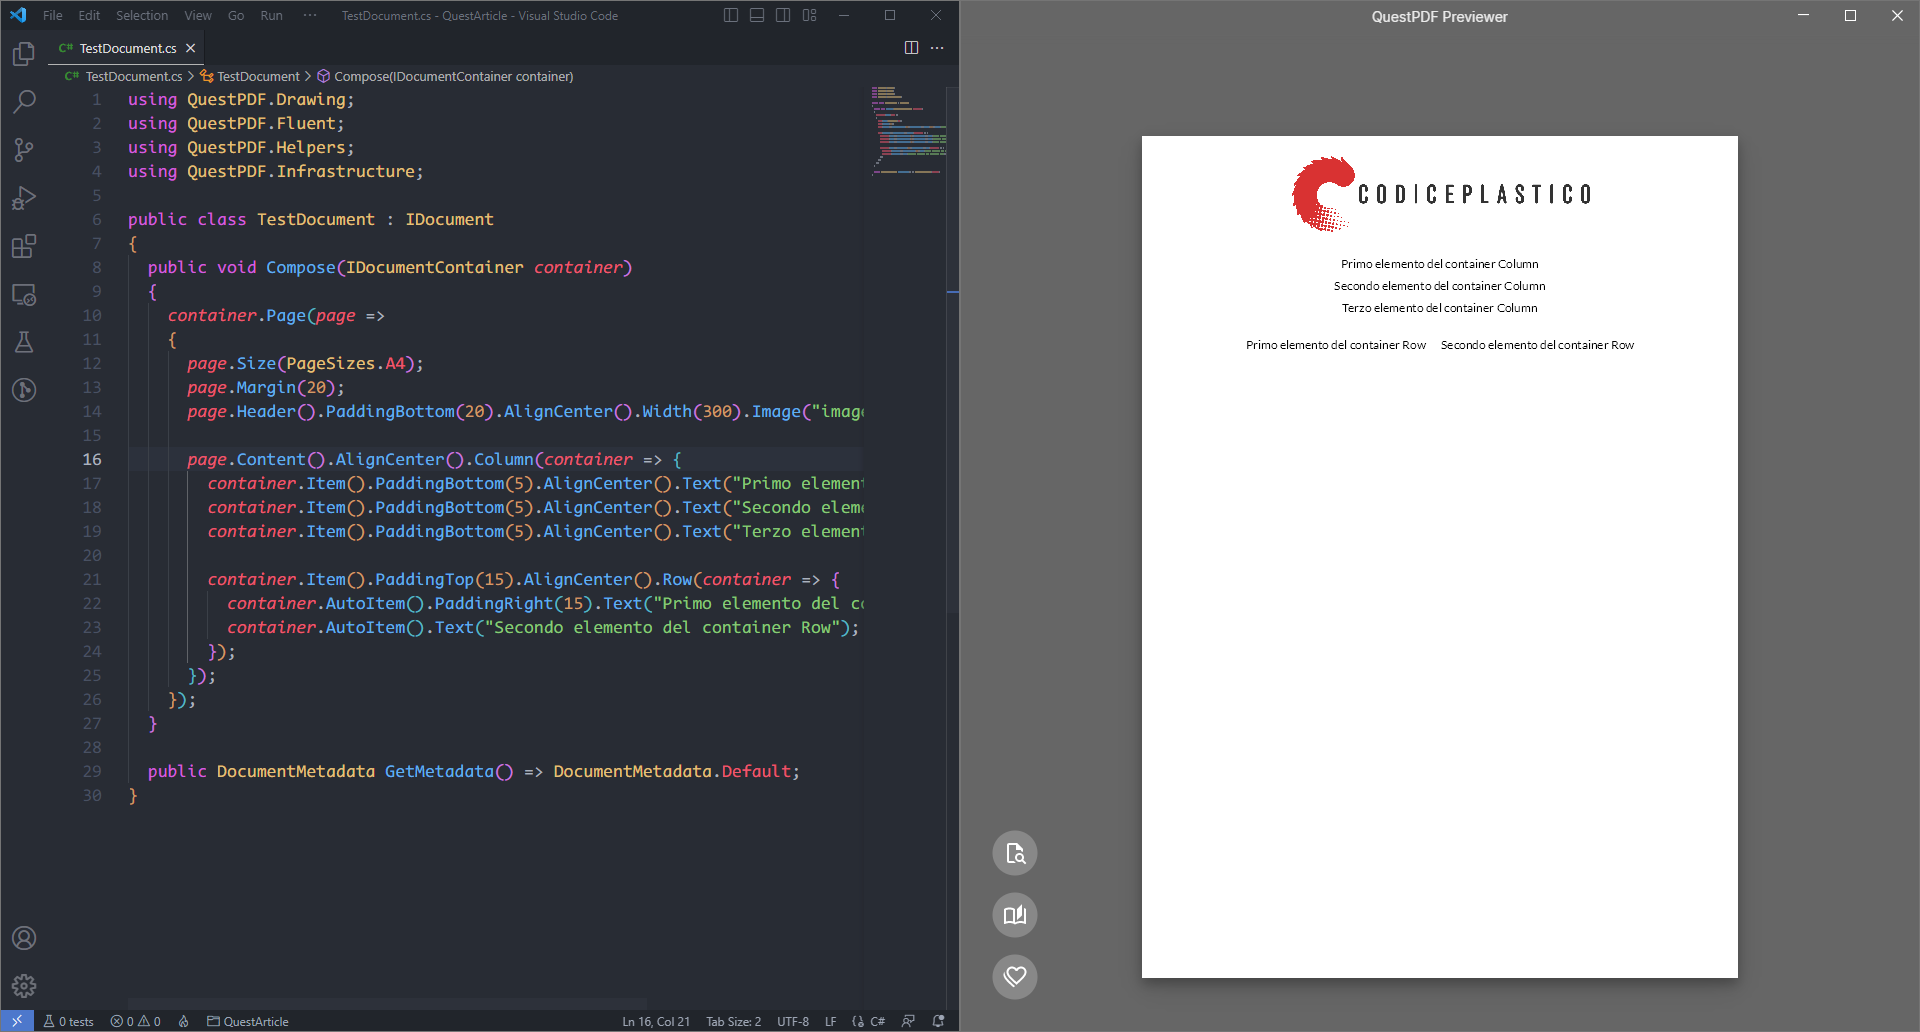 File Edit Selection View Go Run ··· TestDocument.cs - QuestArticle - Visual Studio Code
C# TestDocument.cs
C# TestDocument.cs > TestDocument > Compose(IDocumentContainer container)
1 using QuestPDF.Drawing;
2 using QuestPDF.Fluent;
3 using QuestPDF.Helpers;
4 using QuestPDF.Infrastructure;
5
6 public class TestDocument : IDocument
7 {
8 public void Compose(IDocumentContainer container)
9 {
10 container.Page(page =>
11 {
12 page.Size(PageSizes.A4);
13 page.Margin(20);
14 page.Header().PaddingBottom(20).AlignCenter().Width(300).Image("image
15
16 page.Content().AlignCenter().Column(container => {
17 container.Item().PaddingBottom(5).AlignCenter().Text("Primo element
18 container.Item().PaddingBottom(5).AlignCenter().Text("Secondo eleme
19 container.Item().PaddingBottom(5).AlignCenter().Text("Terzo element
20
21 container.Item().PaddingTop(15).AlignCenter().Row(container => {
22 container.AutoItem().PaddingRight(15).Text("Primo elemento del co
23 container.AutoItem().Text("Secondo elemento del container Row");
24 });
25 });
26 });
27 }
28
29 public DocumentMetadata GetMetadata() => DocumentMetadata.Default;
30 }
0 tests 0 0 QuestArticle Ln 16, Col 21 Tab Size: 2 UTF-8 LF C#
QuestPDF Previewer
CODICEPLASTICO
Primo elemento del container Column
Secondo elemento del container Column
Terzo elemento del container Column
Primo elemento del container Row Secondo elemento del container Row